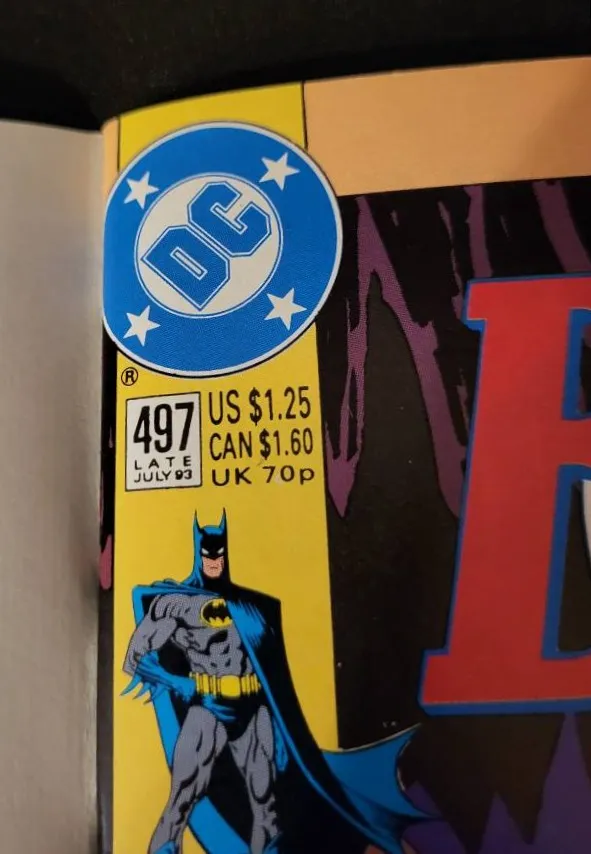 DC
®
497
LATE
JULY 93
US $1.25
CAN $1.60
UK 70p
B